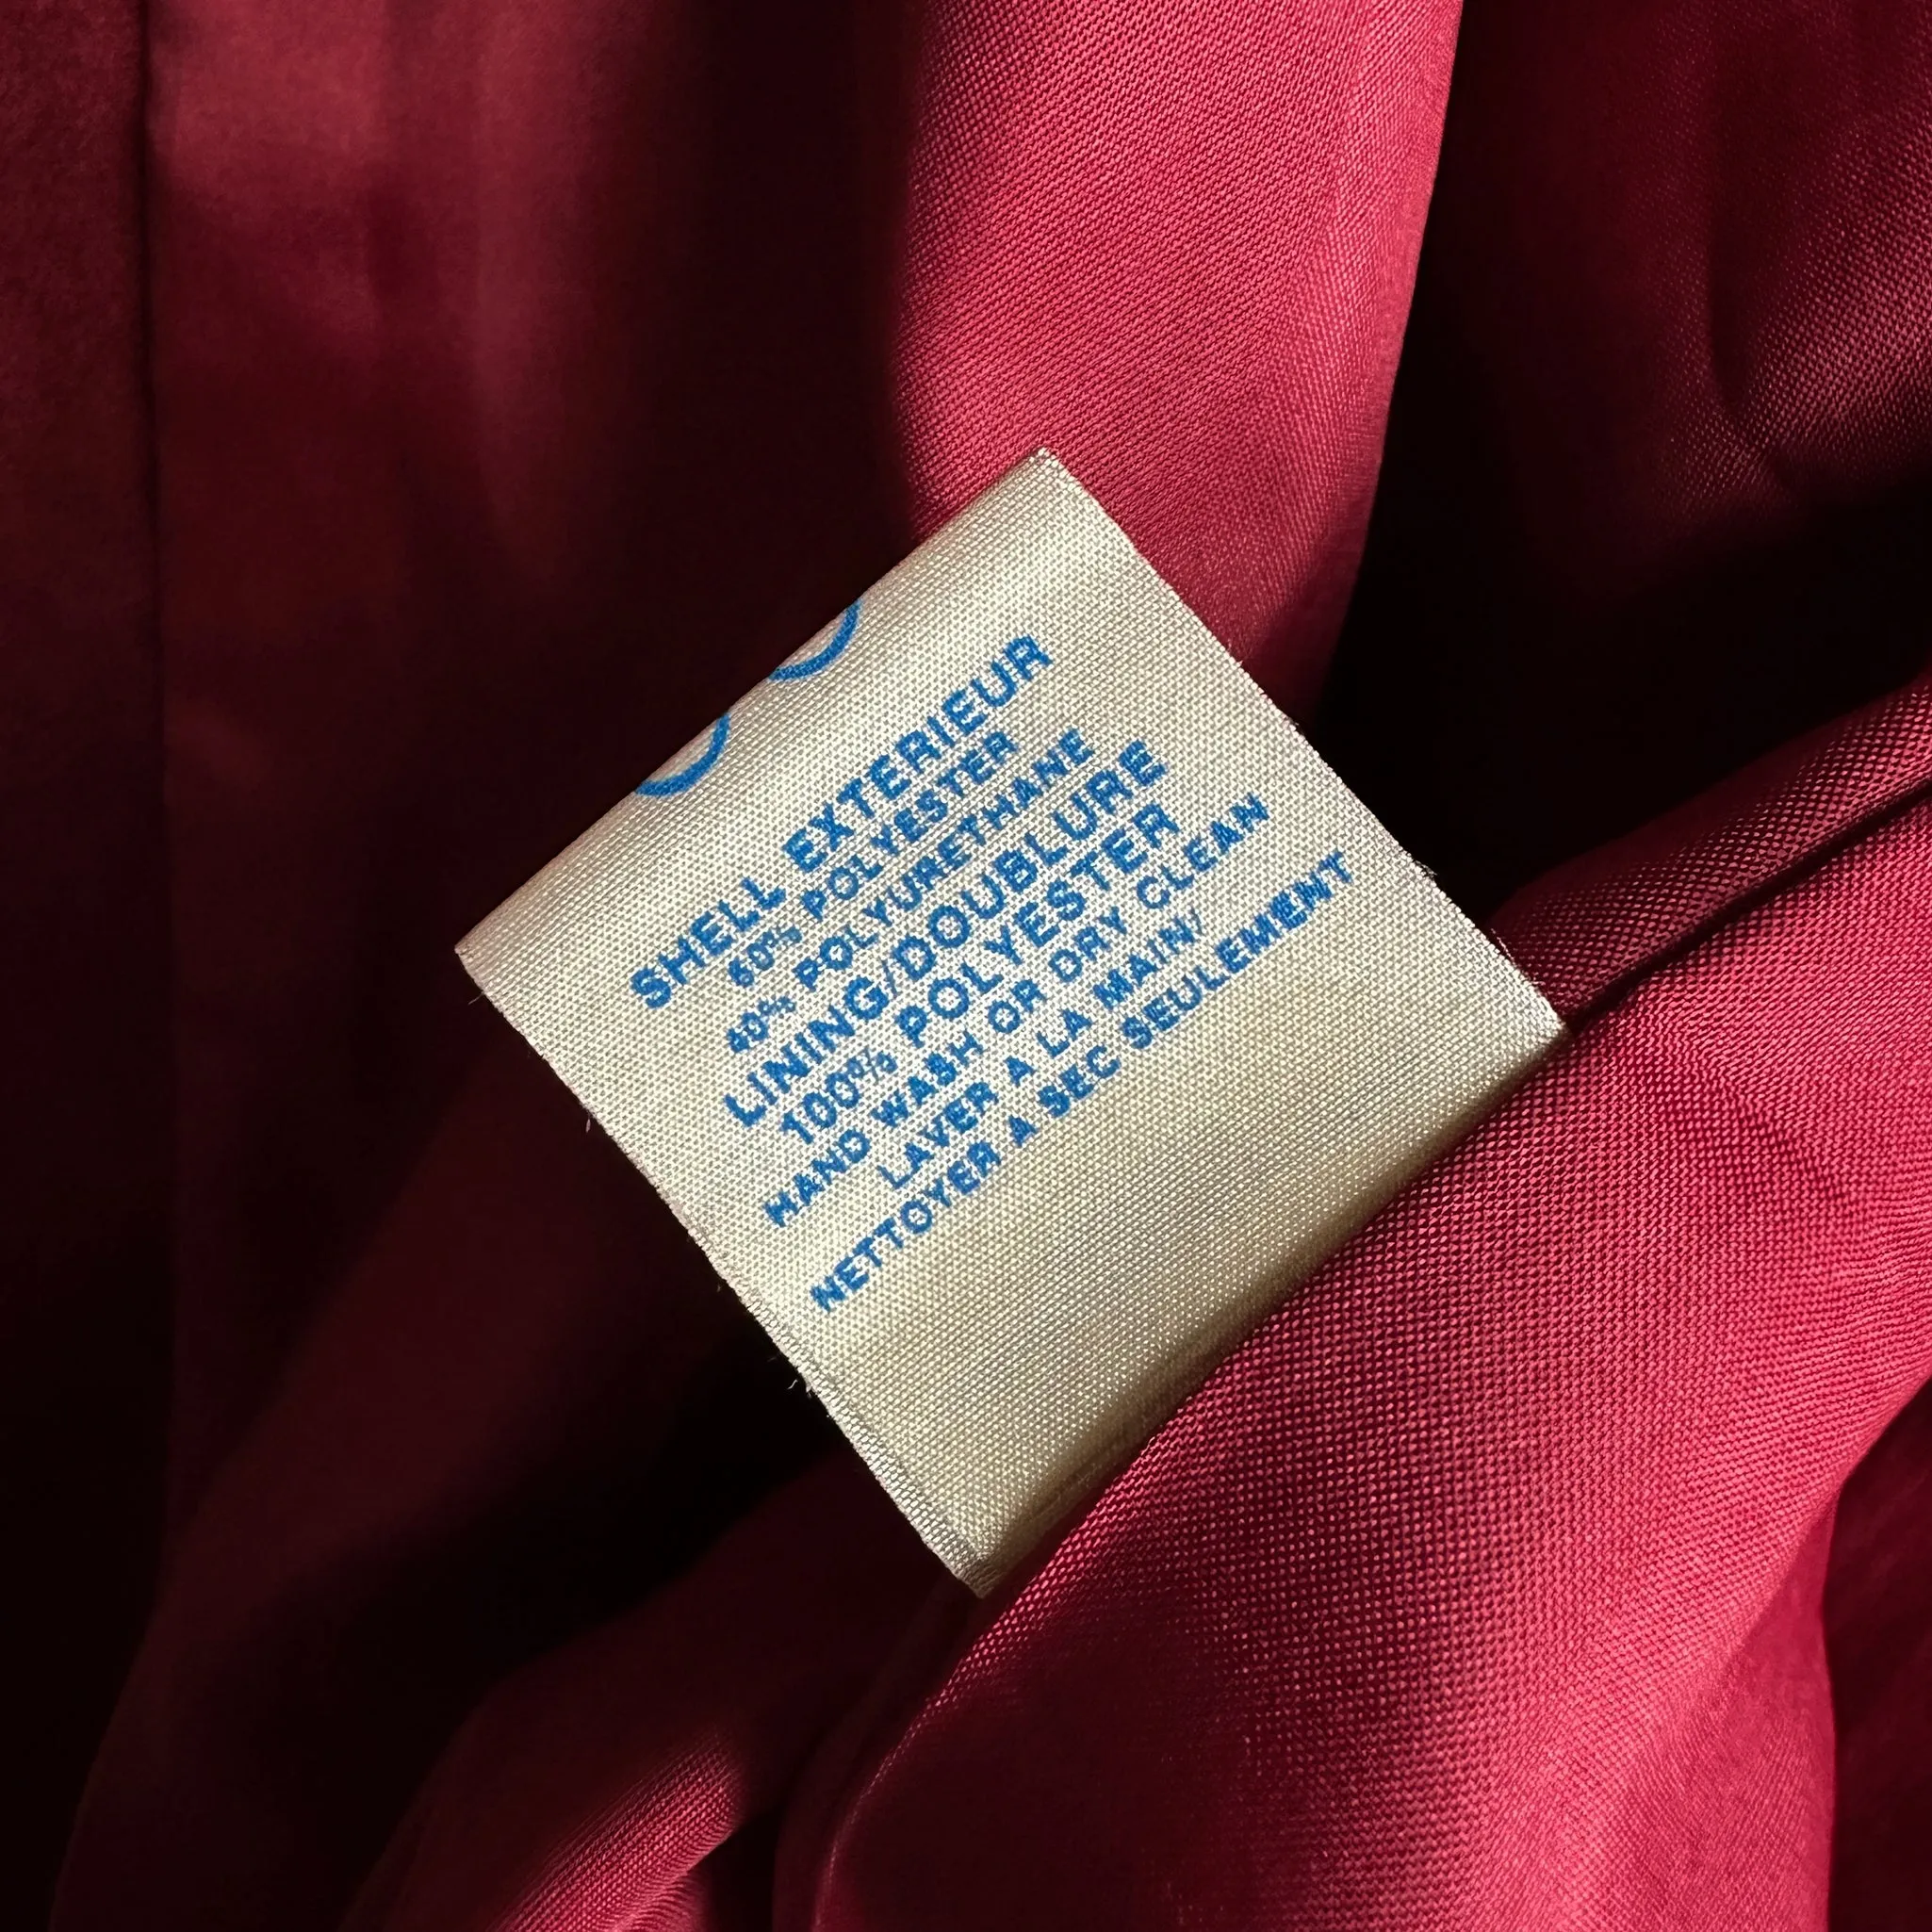 SHELL EXTERIEUR
60% POLYESTER
40% POLYURETHANE
LINING/DOUBLURE
100% POLYESTER
HAND WASH OR DRY CLEAN
LAVER A LA MAIN/
NETTOYER A SEC SEULEMENT